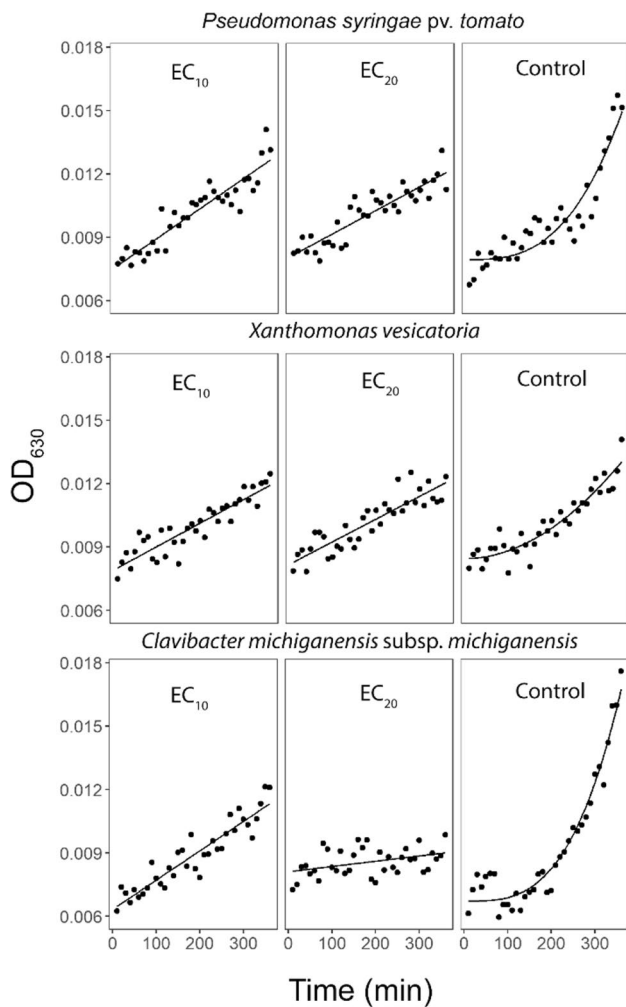 Pseudomonas syringae pv. tomato
EC10 EC20 Control
0.018
0.015
0.012
0.009
0.006
Xanthomonas vesicatoria
EC10 EC20 Control
0.018
0.015
0.012
0.009
0.006
OD630
Clavibacter michiganensis subsp. michiganensis
EC10 EC20 Control
0.018
0.015
0.012
0.009
0.006
0 100 200 300 0 100 200 300 0 100 200 300
Time (min)